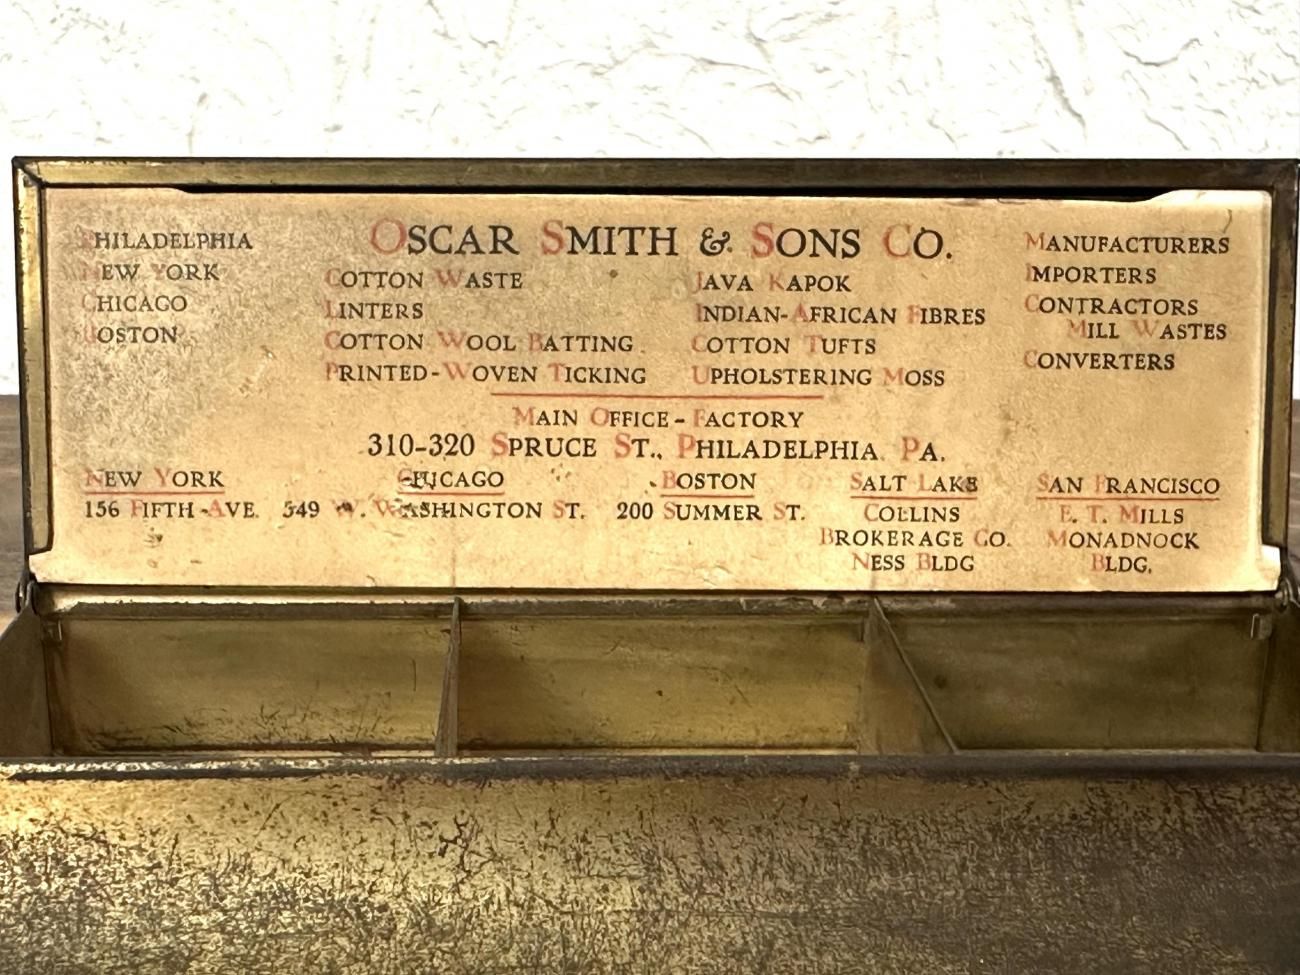 OSCAR SMITH & SONS CO.
PHILADELPHIA
NEW YORK
CHICAGO
BOSTON
COTTON WASTE
LINTERS
COTTON WOOL BATTING
PRINTED-WOVEN TICKING
JAVA KAPOK
INDIAN-AFRICAN FIBRES
COTTON TUFTS
UPHOLSTERING MOSS
MANUFACTURERS
IMPORTERS
CONTRACTORS
MILL WASTES
CONVERTERS
MAIN OFFICE-FACTORY
310-320 SPRUCE ST., PHILADELPHIA, PA.
NEW YORK
156 FIFTH AVE.
CHICAGO
549 W. WASHINGTON ST.
BOSTON
200 SUMMER ST.
SALT LAKE
COLLINS
BROKERAGE CO.
NESS BLDG
SAN FRANCISCO
E. T. MILLS
MONADNOCK
BLDG.